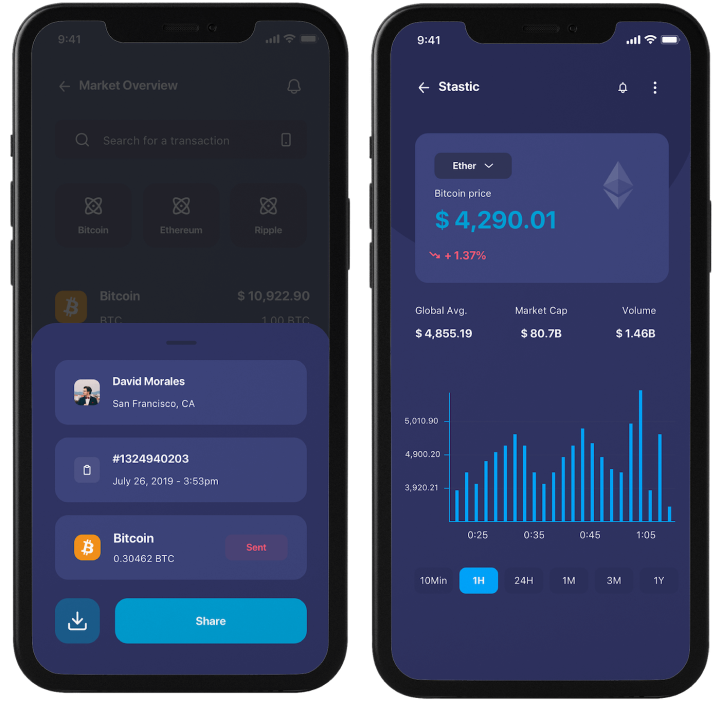 9:41
Market Overview
Search for a transaction
Bitcoin
Ethereum
Ripple
Bitcoin
$ 10,922.90
BTC
1.00 BTC
David Morales
San Francisco, CA
#1324940203
July 26, 2019 - 3:53pm
Bitcoin
0.30462 BTC
Sent
Share
9:41
Stastic
Ether
Bitcoin price
$ 4,290.01
+ 1.37%
Global Avg.
Market Cap
Volume
$ 4,855.19
$ 80.7B
$ 1.46B
5,010.90
4,900.20
3,920.21
0:25
0:35
0:45
1:05
10Min
1H
24H
1M
3M
1Y